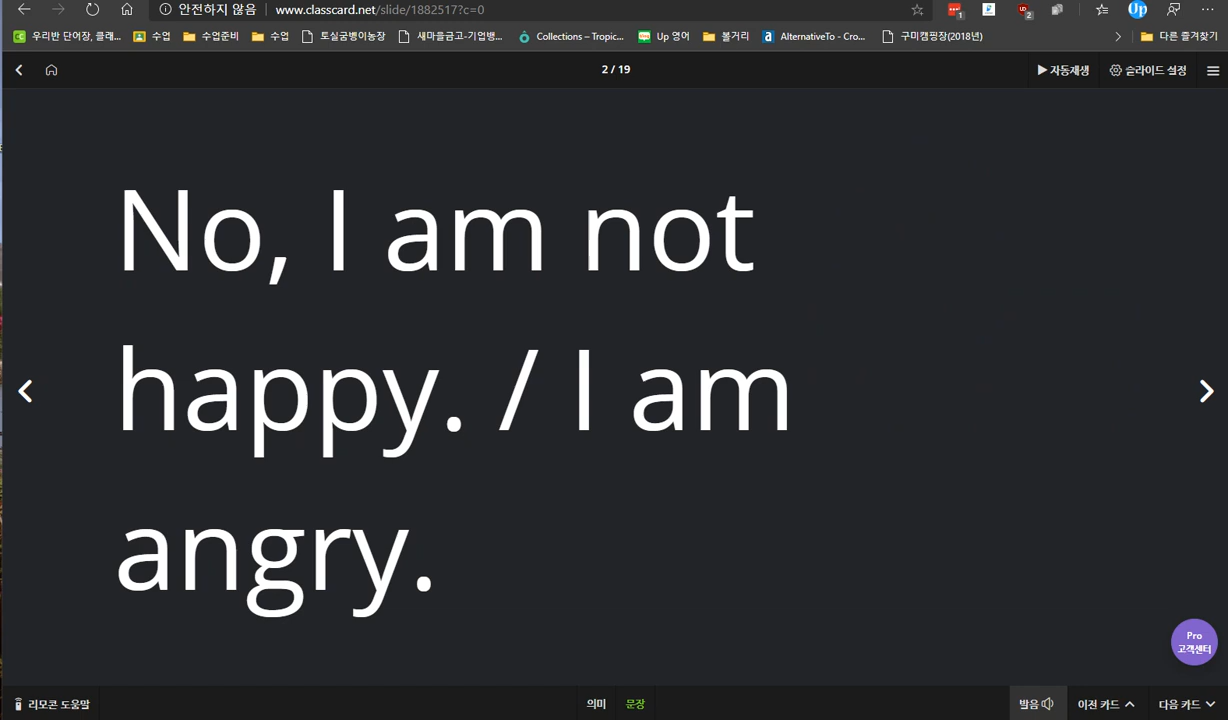 안전하지 않음 | www.classcard.net/slide/1882517?c=0
1 2 Up
우리반 단어장, 클래... 수업 수업준비 수업 토실굼벵이농장 새마을금고-기업뱅... Collections – Tropic... Up 영어 볼거리 AlternativeTo - Cro... 구미캠핑장(2018년) 다른 즐겨찾기
2 / 19 자동재생 슬라이드 설정
No, I am not
happy. / I am
angry.
Pro
고객센터
리모콘 도움말 의미 문장 발음 이전 카드 다음 카드